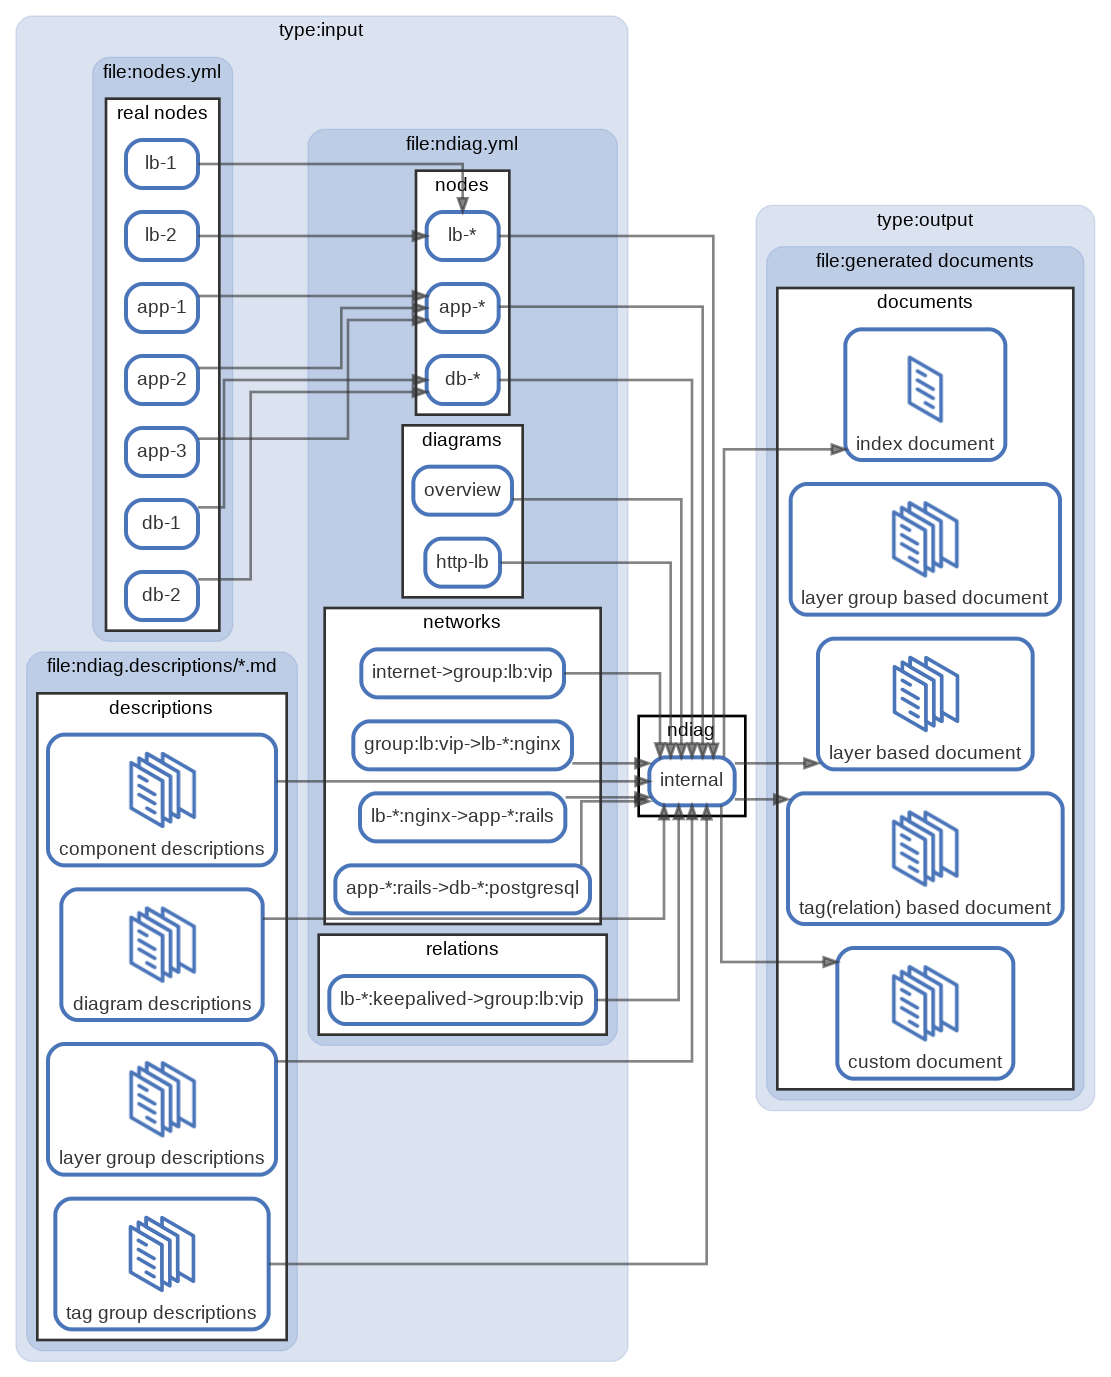 type:input
file:nodes.yml
real nodes
lb-1
lb-2
app-1
app-2
app-3
db-1
db-2
file:ndiag.descriptions/*.md
descriptions
component descriptions
diagram descriptions
layer group descriptions
tag group descriptions
file:ndiag.yml
nodes
lb-*
app-*
db-*
diagrams
overview
http-lb
networks
internet->group:lb:vip
group:lb:vip->lb-*:nginx
lb-*:nginx->app-*:rails
app-*:rails->db-*:postgresql
relations
lb-*:keepalived->group:lb:vip
ndiag
internal
type:output
file:generated documents
documents
index document
layer group based document
layer based document
tag(relation) based document
custom document